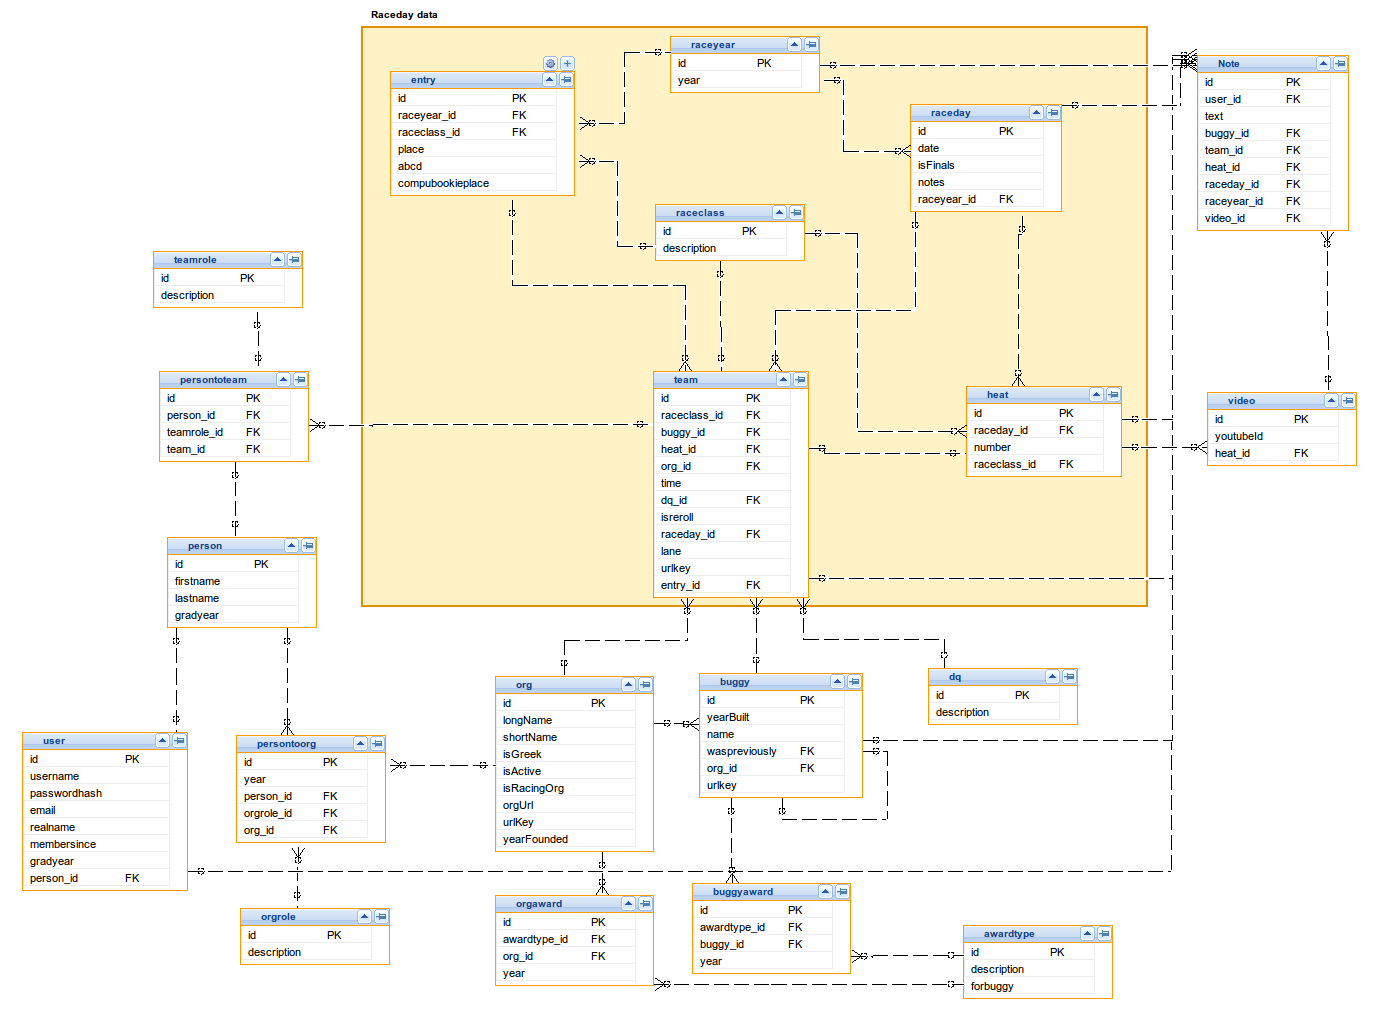 Raceday data
raceyear
id PK
year
entry
id PK
raceyear_id FK
raceclass_id FK
place
abcd
compubookieplace
Note
id PK
user_id FK
text
buggy_id FK
team_id FK
heat_id FK
raceday_id FK
raceyear_id FK
video_id FK
raceday
id PK
date
isFinals
notes
raceyear_id FK
raceclass
id PK
description
teamrole
id PK
description
persontoteam
id PK
person_id FK
teamrole_id FK
team_id FK
team
id PK
raceclass_id FK
buggy_id FK
heat_id FK
org_id FK
time
dq_id FK
isreroll
raceday_id FK
lane
urlkey
entry_id FK
heat
id PK
raceday_id FK
number
raceclass_id FK
video
id PK
youtubeId
heat_id FK
person
id PK
firstname
lastname
gradyear
org
id PK
longName
shortName
isGreek
isActive
isRacingOrg
orgUrl
urlKey
yearFounded
buggy
id PK
yearBuilt
name
waspreviously FK
org_id FK
urlkey
dq
id PK
description
user
id PK
username
passwordhash
email
realname
membersince
gradyear
person_id FK
persontoorg
id PK
year
person_id FK
orgrole_id FK
org_id FK
orgrole
id PK
description
orgaward
id PK
awardtype_id FK
org_id FK
year
buggyaward
id PK
awardtype_id FK
buggy_id FK
year
awardtype
id PK
description
forbuggy